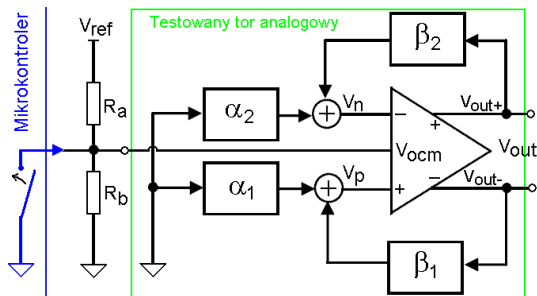 Mikrokontroler
Testowany tor analogowy
Vref
Ra
Rb
α2
α1
β2
β1
+
+
Vn
Vp
−
+
Vocm
+
−
Vout+
Vout
Vout-